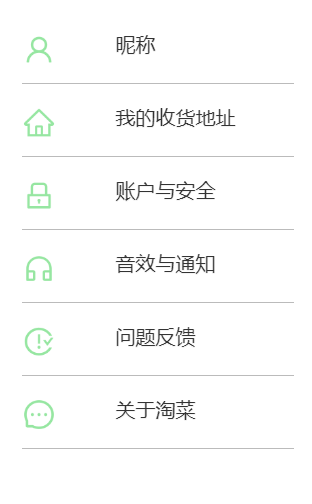 昵称
我的收货地址
账户与安全
音效与通知
问题反馈
关于淘菜